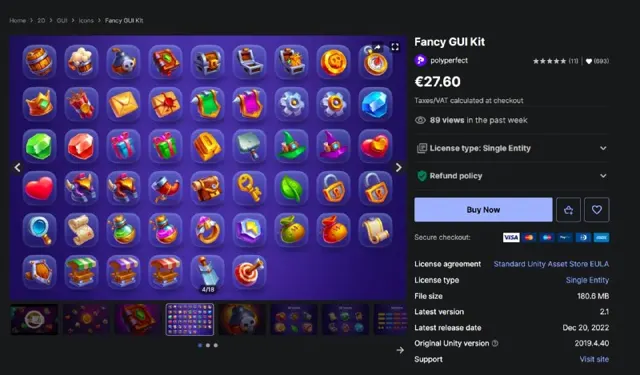 Home > 2D > GUI > Icons > Fancy GUI Kit
Fancy GUI Kit
polyperfect
(11) | (693)
€27.60
Taxes/VAT calculated at checkout
89 views in the past week
License type: Single Entity
Refund policy
Buy Now
Secure checkout: VISA
License agreement Standard Unity Asset Store EULA
License type Single Entity
File size 180.6 MB
Latest version 2.1
Latest release date Dec 20, 2022
Original Unity version 2019.4.40
Support Visit site
4/18